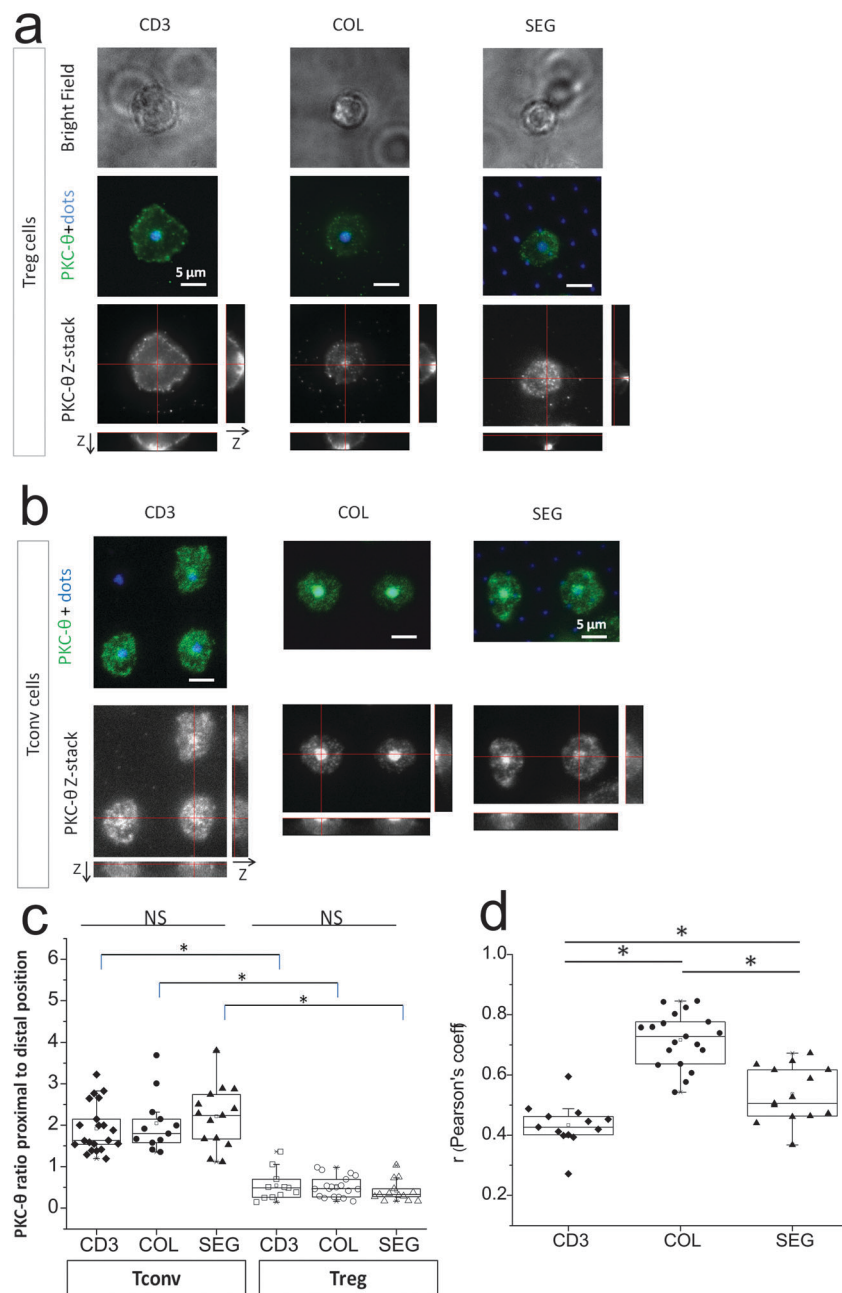 a
CD3 COL SEG
Treg cells
Bright Field
PKC-θ+dots
5 μm
PKC-θ Z-stack
Z
Z
b
CD3 COL SEG
Tconv cells
PKC-θ + dots
5 μm
PKC-θ Z-stack
Z
Z
c
NS NS
*
*
*
PKC-θ ratio proximal to distal position
6
5
4
3
2
1
0
CD3 COL SEG CD3 COL SEG
Tconv Treg
d
*
* *
r (Pearson's coeff
1.0
0.8
0.6
0.4
0.2
CD3 COL SEG